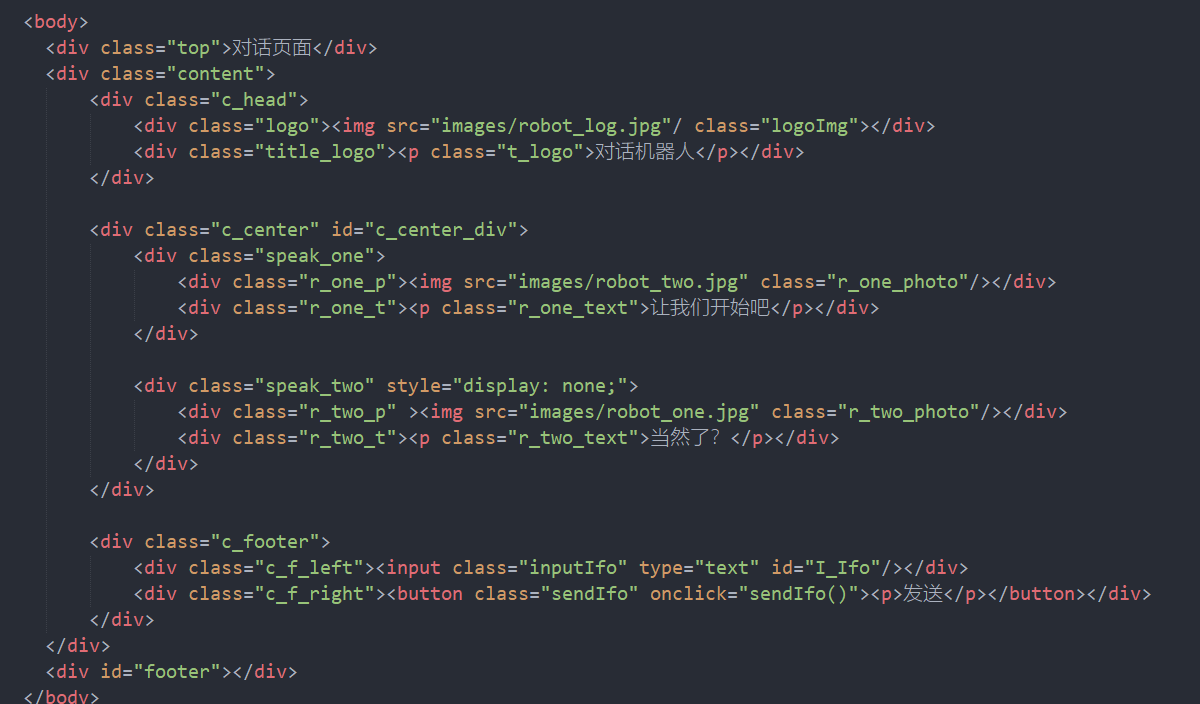 <body>
<div class="top">对话页面</div>
<div class="content">
<div class="c_head">
<div class="logo"><img src="images/robot_log.jpg"/ class="logoImg"></div>
<div class="title_logo"><p class="t_logo">对话机器人</p></div>
</div>
<div class="c_center" id="c_center_div">
<div class="speak_one">
<div class="r_one_p"><img src="images/robot_two.jpg" class="r_one_photo"/></div>
<div class="r_one_t"><p class="r_one_text">让我们开始吧</p></div>
</div>
<div class="speak_two" style="display: none;">
<div class="r_two_p" ><img src="images/robot_one.jpg" class="r_two_photo"/></div>
<div class="r_two_t"><p class="r_two_text">当然了? </p></div>
</div>
</div>
<div class="c_footer">
<div class="c_f_left"><input class="inputIfo" type="text" id="I_Ifo"/></div>
<div class="c_f_right"><button class="sendIfo" onclick="sendIfo()"><p>发送</p></button></div>
</div>
</div>
<div id="footer"></div>
</body>